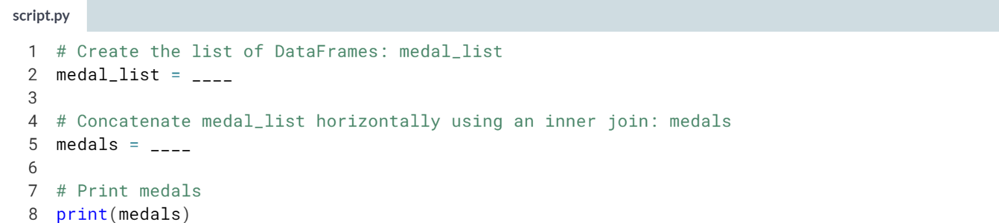 script.py
1 # Create the list of DataFrames: medal_list
2 medal_list = ____
3
4 # Concatenate medal_list horizontally using an inner join: medals
5 medals = ____
6
7 # Print medals
8 print(medals)